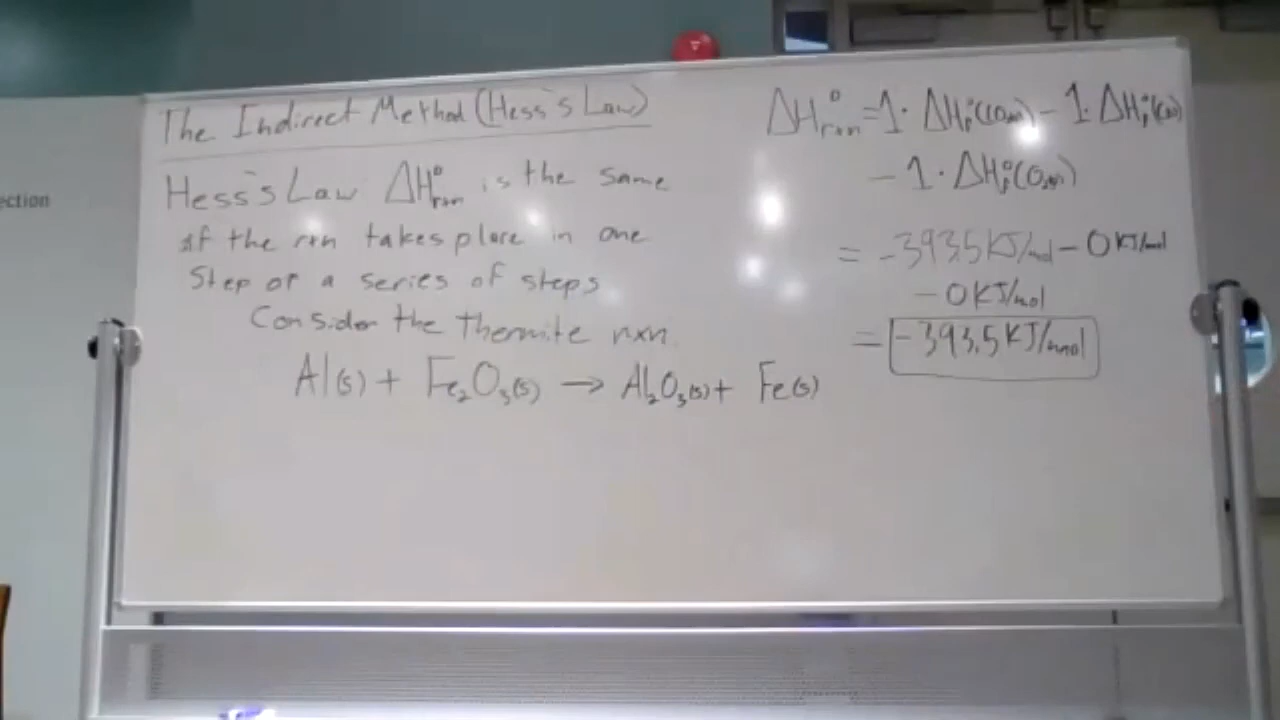 ection
The Indirect Method (Hess's Law)
Hess's Law ΔH°rxn is the same
if the rxn takes place in one
step or a series of steps
Consider the thermite rxn.
Al(s) + Fe₂O₃(s) → Al₂O₃(s) + Fe(s)
ΔH°rxn = 1· ΔH°f(CO₂(g)) - 1· ΔH°f(C(s))
- 1· ΔH°f(O₂(g))
= -393.5 KJ/mol - 0 KJ/mol
- 0 KJ/mol
= -393.5 KJ/mol